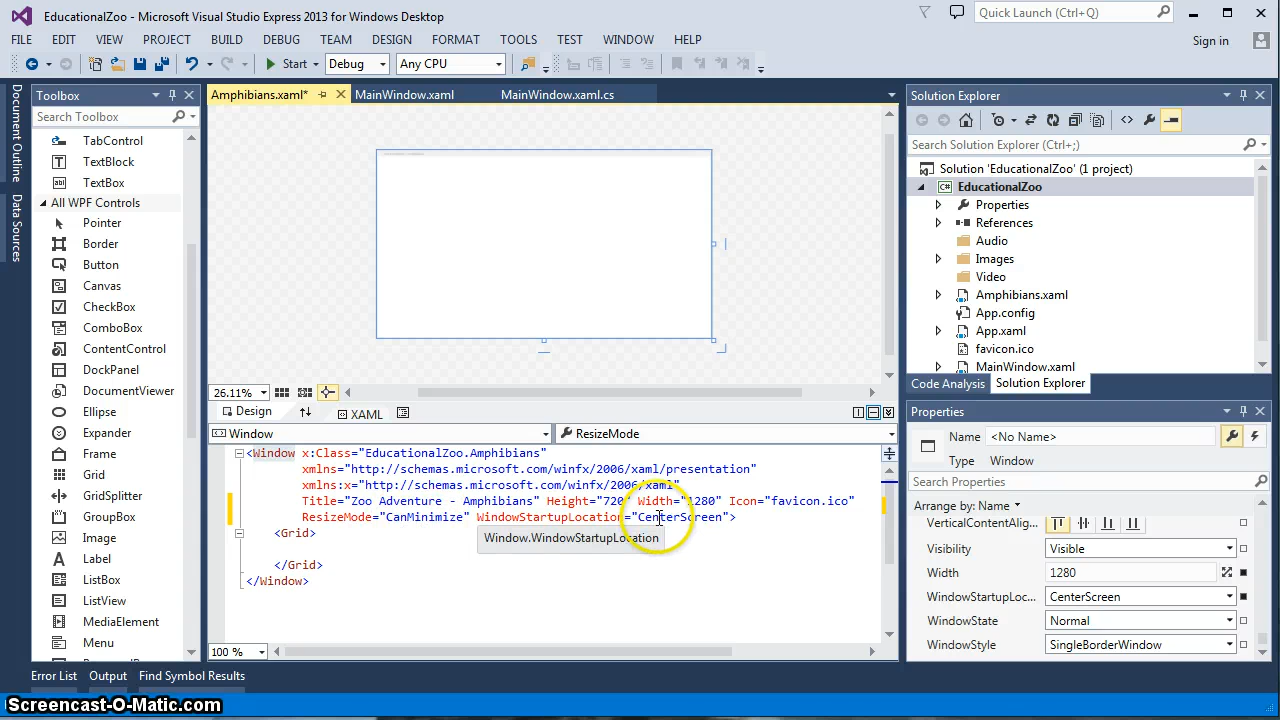 EducationalZoo - Microsoft Visual Studio Express 2013 for Windows Desktop
Quick Launch (Ctrl+Q)
FILE EDIT VIEW PROJECT BUILD DEBUG TEAM DESIGN FORMAT TOOLS TEST WINDOW HELP
Sign in
Start Debug Any CPU
Document Outline
Data Sources
Toolbox
Search Toolbox
TabControl
TextBlock
TextBox
All WPF Controls
Pointer
Border
Button
Canvas
CheckBox
ComboBox
ContentControl
DockPanel
DocumentViewer
Ellipse
Expander
Frame
Grid
GridSplitter
GroupBox
Image
Label
ListBox
ListView
MediaElement
Menu
Amphibians.xaml* MainWindow.xaml MainWindow.xaml.cs
26.11%
Design XAML
Window ResizeMode
<Window x:Class="EducationalZoo.Amphibians"
xmlns="http://schemas.microsoft.com/winfx/2006/xaml/presentation"
xmlns:x="http://schemas.microsoft.com/winfx/2006/xaml"
Title="Zoo Adventure - Amphibians" Height="720" Width="1280" Icon="favicon.ico"
ResizeMode="CanMinimize" WindowStartupLocation="CenterScreen">
<Grid>
Window.WindowStartupLocation
</Grid>
</Window>
100 %
Solution Explorer
Search Solution Explorer (Ctrl+;)
Solution 'EducationalZoo' (1 project)
EducationalZoo
Properties
References
Audio
Images
Video
Amphibians.xaml
App.config
App.xaml
favicon.ico
MainWindow.xaml
Code Analysis Solution Explorer
Properties
Name <No Name>
Type Window
Search Properties
Arrange by: Name
VerticalContentAlig...
Visibility Visible
Width 1280
WindowStartupLoc... CenterScreen
WindowState Normal
WindowStyle SingleBorderWindow
Error List Output Find Symbol Results
Screencast-O-Matic.com